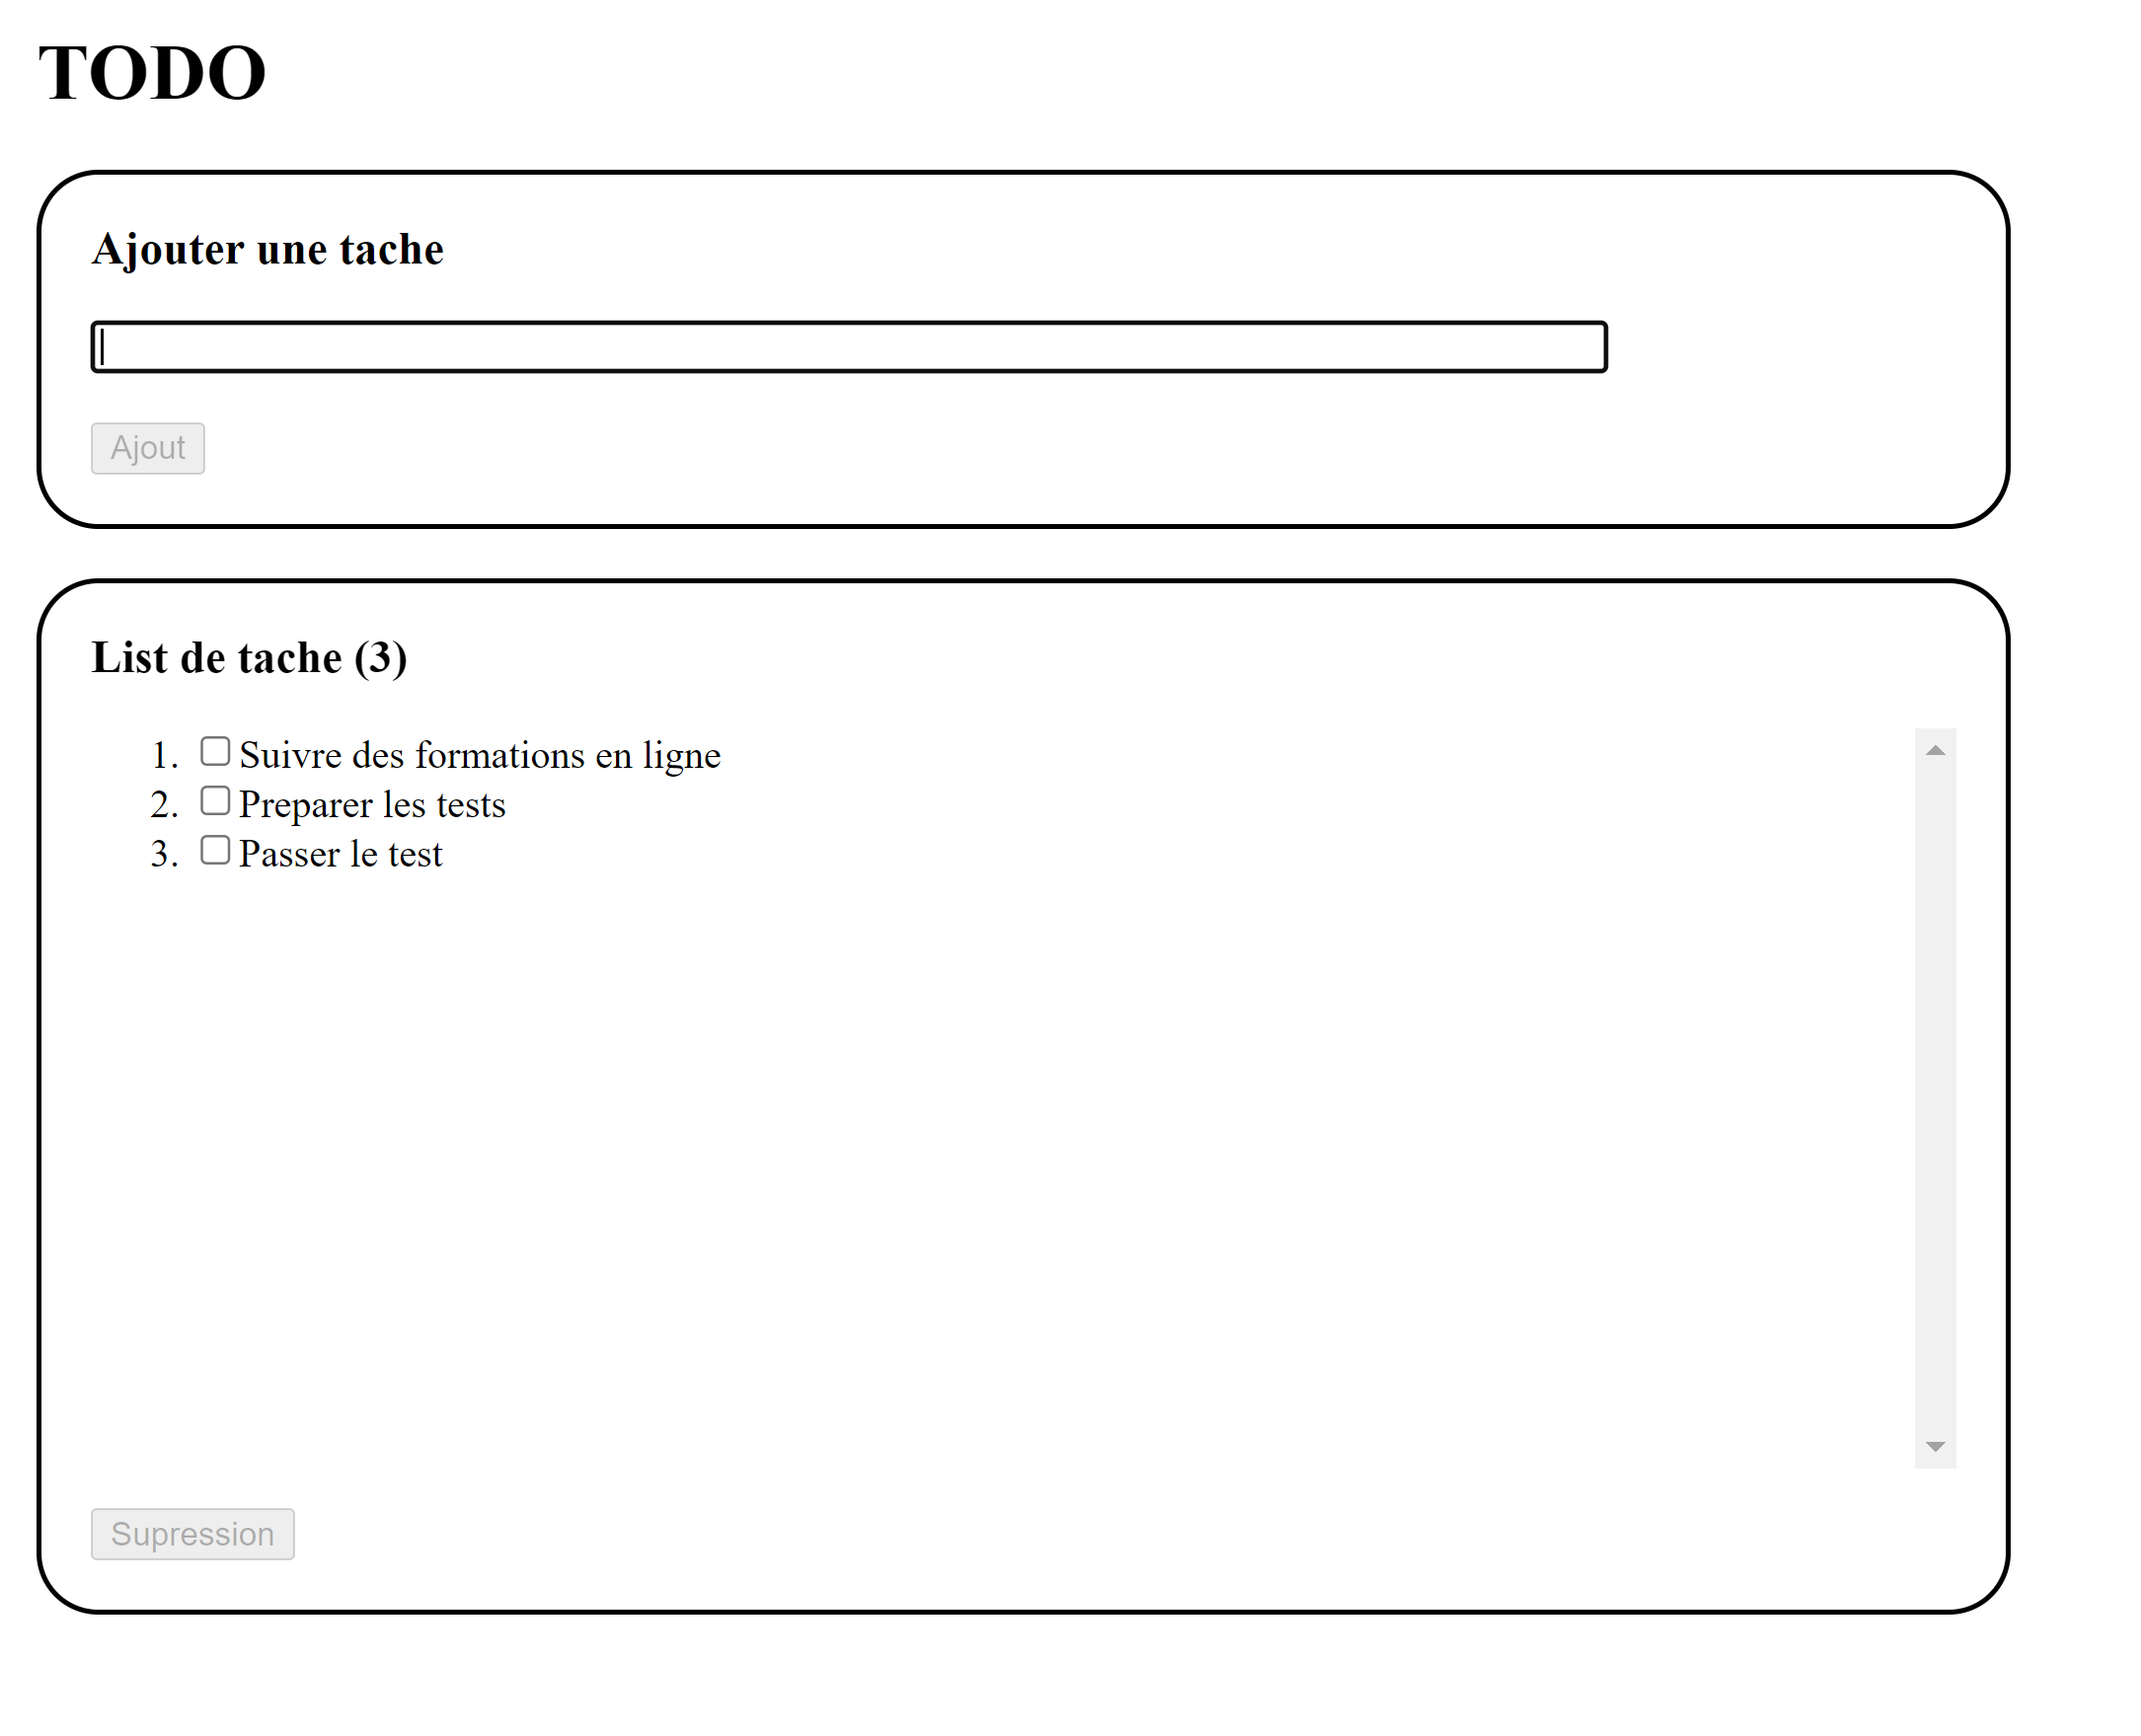 TODO
Ajouter une tache
Ajout
List de tache (3)
1. Suivre des formations en ligne
2. Preparer les tests
3. Passer le test
Supression